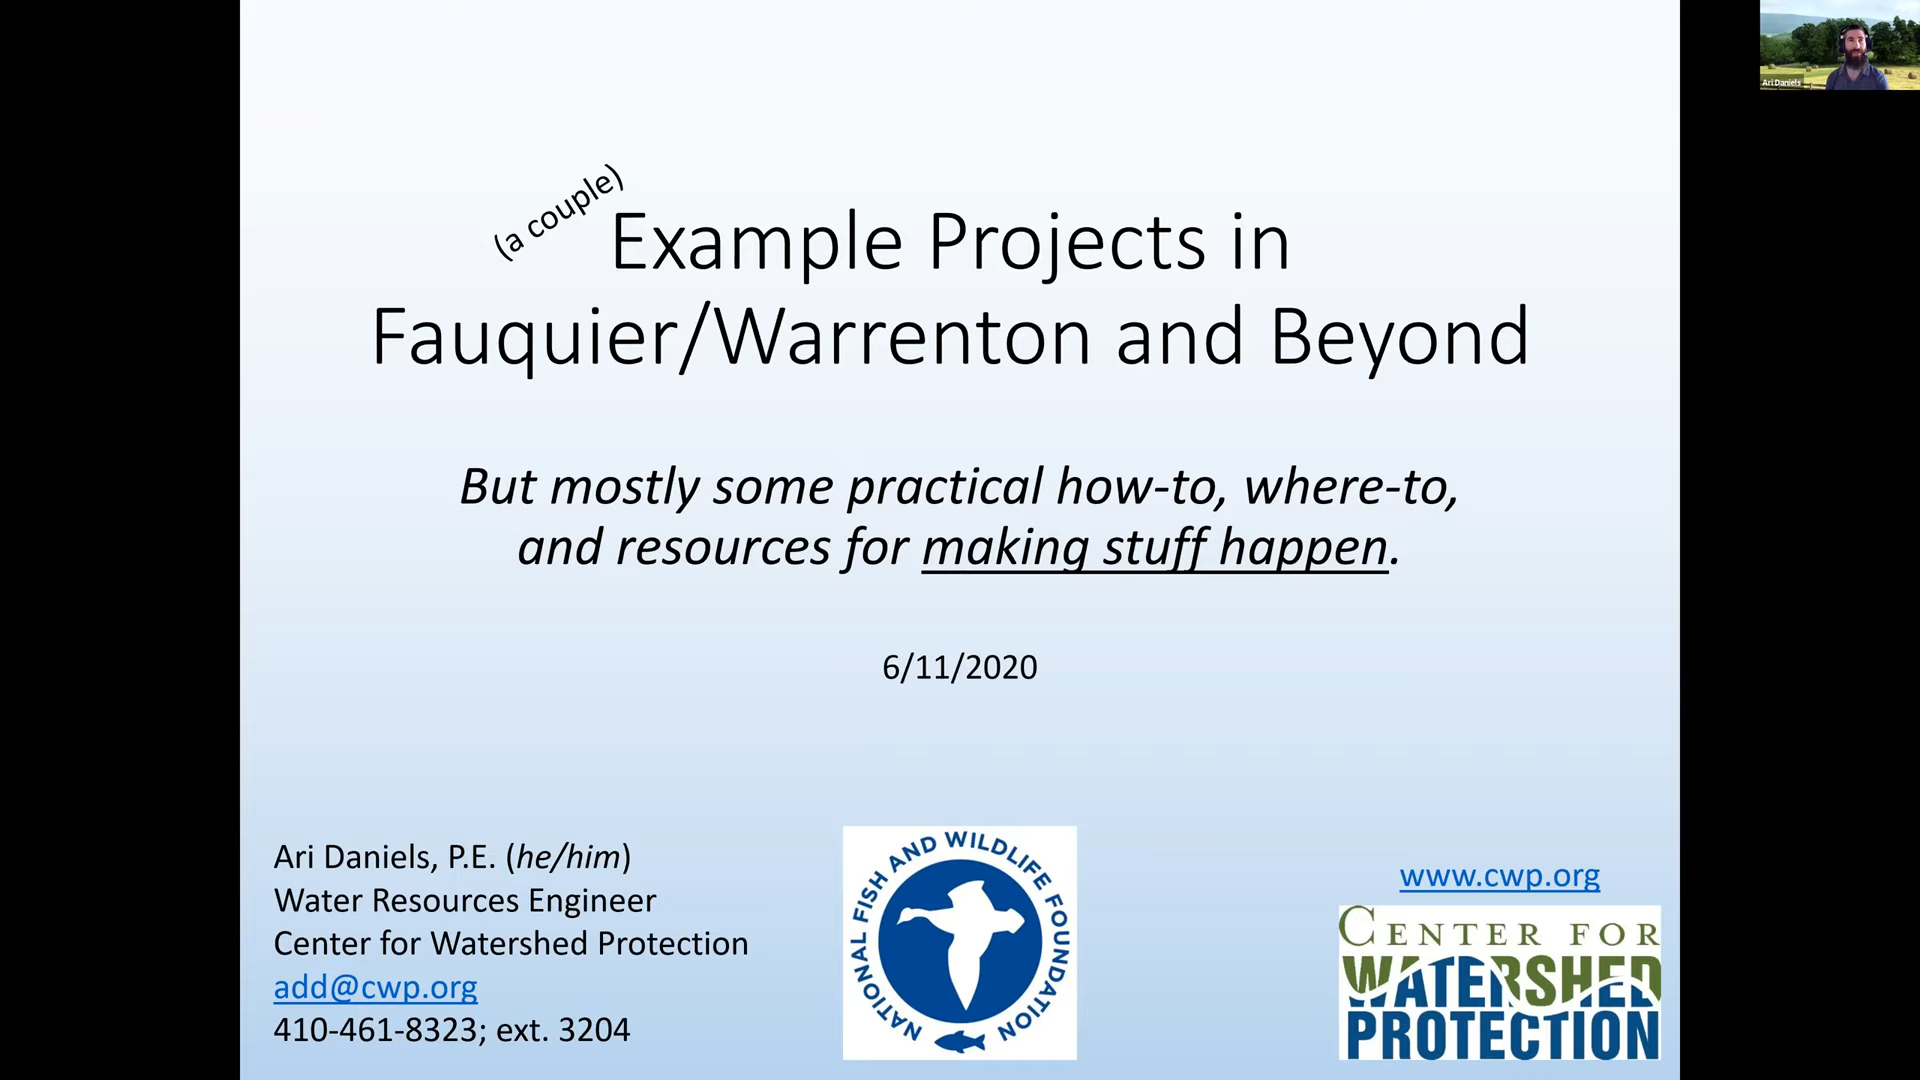 Ari Daniels
(a couple)
Example Projects in
Fauquier/Warrenton and Beyond
But mostly some practical how-to, where-to,
and resources for making stuff happen.
6/11/2020
Ari Daniels, P.E. (he/him)
Water Resources Engineer
Center for Watershed Protection
add@cwp.org
410-461-8323; ext. 3204
NATIONAL FISH AND WILDLIFE FOUNDATION
www.cwp.org
CENTER FOR
WATERSHED
PROTECTION